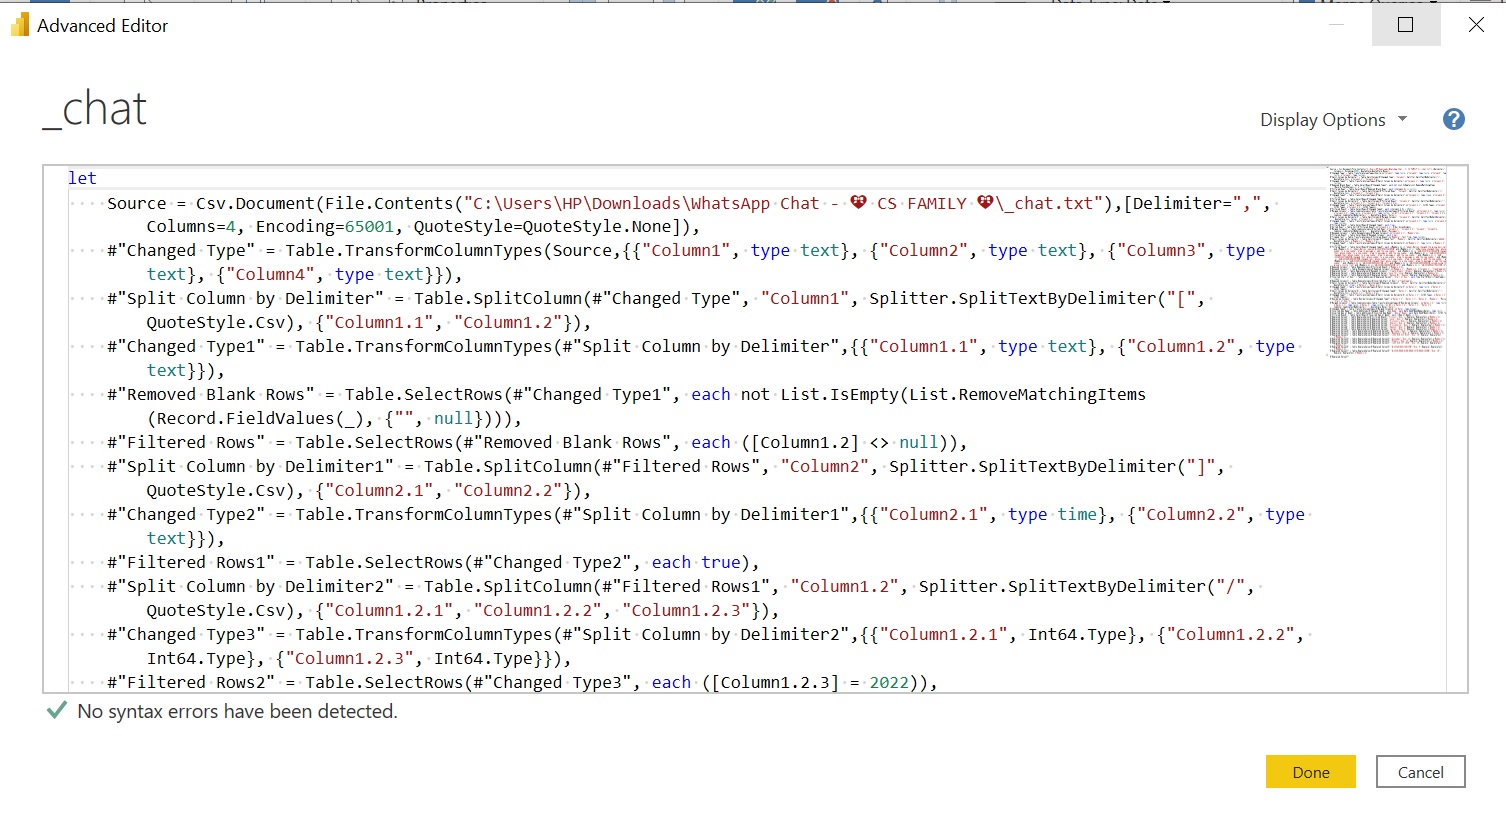 Advanced Editor
_chat
Display Options
?
let
Source = Csv.Document(File.Contents("C:\Users\HP\Downloads\WhatsApp Chat - 💖 CS FAMILY 💖\_chat.txt"),[Delimiter=",",
Columns=4, Encoding=65001, QuoteStyle=QuoteStyle.None]),
#"Changed Type" = Table.TransformColumnTypes(Source,{{"Column1", type text}, {"Column2", type text}, {"Column3", type
text}, {"Column4", type text}}),
#"Split Column by Delimiter" = Table.SplitColumn(#"Changed Type", "Column1", Splitter.SplitTextByDelimiter("[",
QuoteStyle.Csv), {"Column1.1", "Column1.2"}),
#"Changed Type1" = Table.TransformColumnTypes(#"Split Column by Delimiter",{{"Column1.1", type text}, {"Column1.2", type
text}}),
#"Removed Blank Rows" = Table.SelectRows(#"Changed Type1", each not List.IsEmpty(List.RemoveMatchingItems
(Record.FieldValues(_), {"", null}))),
#"Filtered Rows" = Table.SelectRows(#"Removed Blank Rows", each ([Column1.2] <> null)),
#"Split Column by Delimiter1" = Table.SplitColumn(#"Filtered Rows", "Column2", Splitter.SplitTextByDelimiter("]",
QuoteStyle.Csv), {"Column2.1", "Column2.2"}),
#"Changed Type2" = Table.TransformColumnTypes(#"Split Column by Delimiter1",{{"Column2.1", type time}, {"Column2.2", type
text}}),
#"Filtered Rows1" = Table.SelectRows(#"Changed Type2", each true),
#"Split Column by Delimiter2" = Table.SplitColumn(#"Filtered Rows1", "Column1.2", Splitter.SplitTextByDelimiter("/",
QuoteStyle.Csv), {"Column1.2.1", "Column1.2.2", "Column1.2.3"}),
#"Changed Type3" = Table.TransformColumnTypes(#"Split Column by Delimiter2",{{"Column1.2.1", Int64.Type}, {"Column1.2.2",
Int64.Type}, {"Column1.2.3", Int64.Type}}),
#"Filtered Rows2" = Table.SelectRows(#"Changed Type3", each ([Column1.2.3] = 2022)),
No syntax errors have been detected.
Done
Cancel